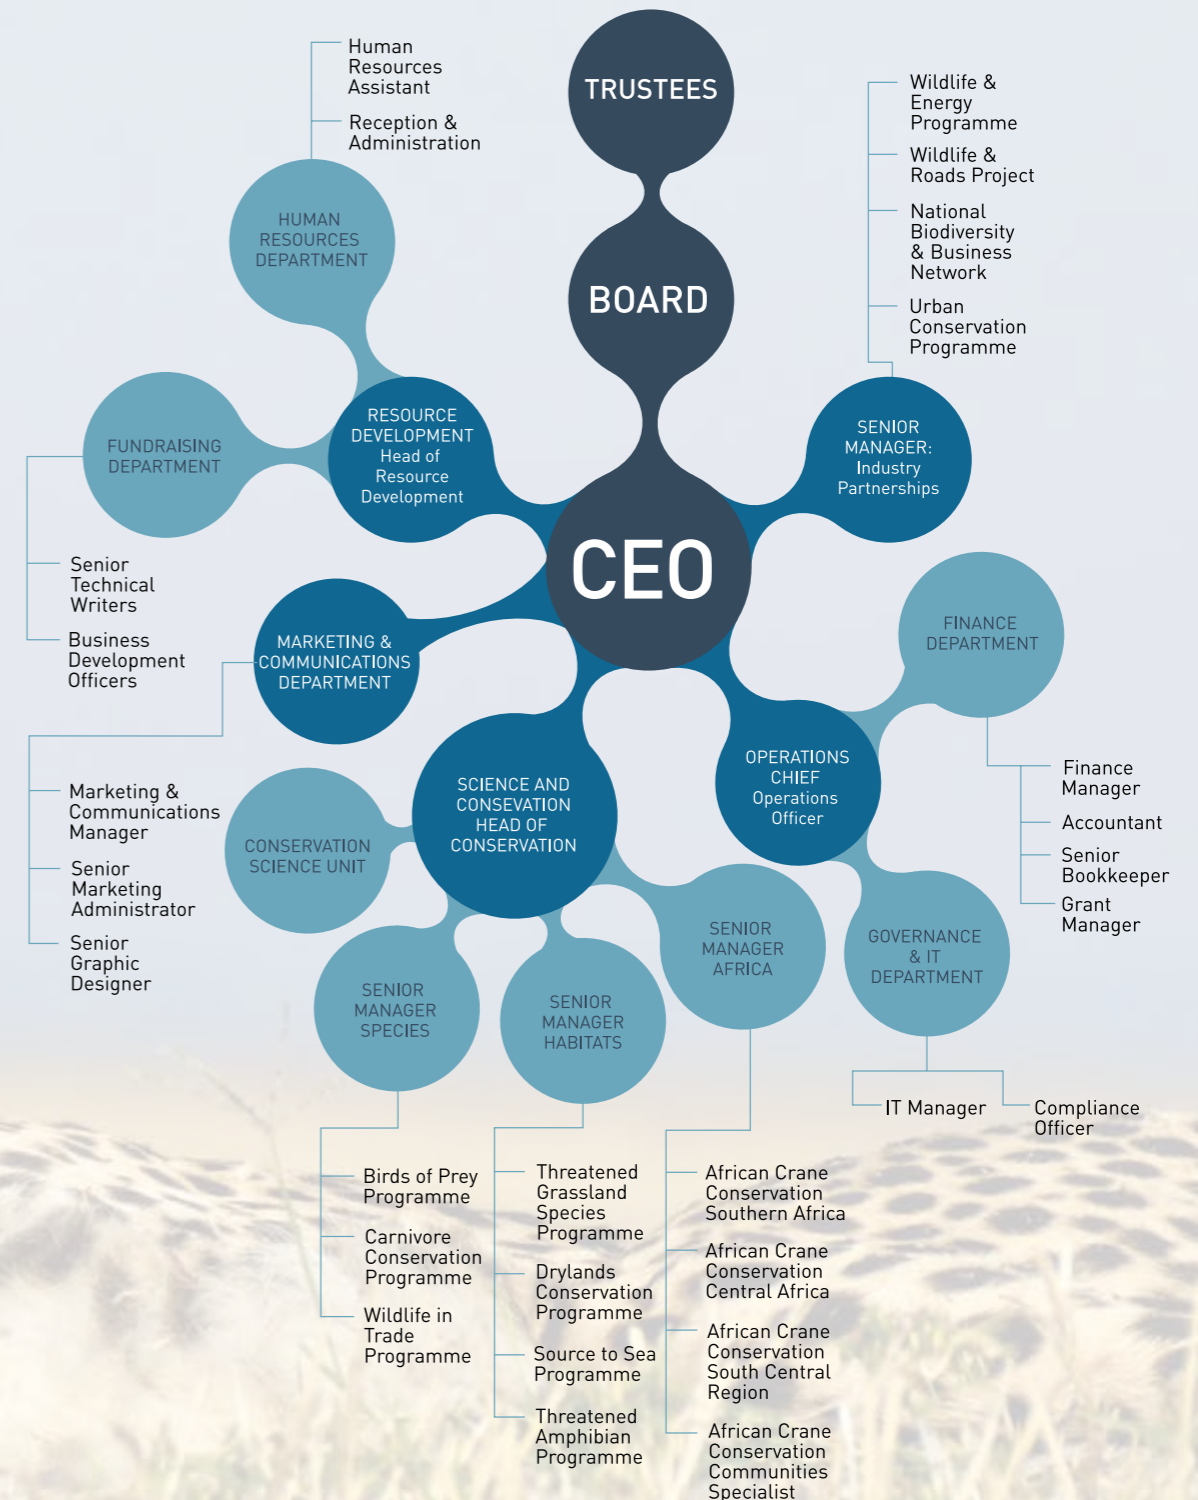 TRUSTEES
BOARD
CEO
Human
Resources
Assistant
Reception &
Administration
HUMAN
RESOURCES
DEPARTMENT
RESOURCE
DEVELOPMENT
Head of
Resource
Development
FUNDRAISING
DEPARTMENT
Senior
Technical
Writers
Business
Development
Officers
MARKETING &
COMMUNICATIONS
DEPARTMENT
Marketing &
Communications
Manager
Senior
Marketing
Administrator
Senior
Graphic
Designer
Wildlife &
Energy
Programme
Wildlife &
Roads Project
National
Biodiversity
& Business
Network
Urban
Conservation
Programme
SENIOR
MANAGER:
Industry
Partnerships
FINANCE
DEPARTMENT
Finance
Manager
Accountant
Senior
Bookkeeper
Grant
Manager
OPERATIONS
CHIEF
Operations
Officer
GOVERNANCE
& IT
DEPARTMENT
IT Manager
Compliance
Officer
SCIENCE AND
CONSEVATION
HEAD OF
CONSERVATION
CONSERVATION
SCIENCE UNIT
SENIOR
MANAGER
SPECIES
Birds of Prey
Programme
Carnivore
Conservation
Programme
Wildlife in
Trade
Programme
SENIOR
MANAGER
HABITATS
Threatened
Grassland
Species
Programme
Drylands
Conservation
Programme
Source to Sea
Programme
Threatened
Amphibian
Programme
SENIOR
MANAGER
AFRICA
African Crane
Conservation
Southern Africa
African Crane
Conservation
Central Africa
African Crane
Conservation
South Central
Region
African Crane
Conservation
Communities
Specialist